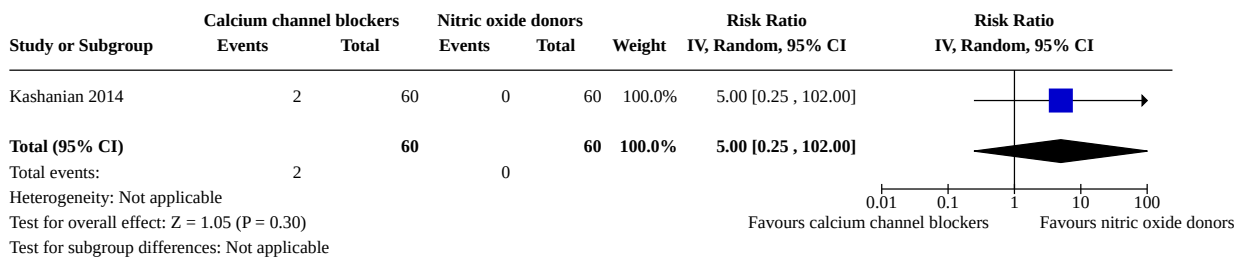 Calcium channel blockers Nitric oxide donors Risk Ratio Risk Ratio
Study or Subgroup Events Total Events Total Weight IV, Random, 95% CI IV, Random, 95% CI
Kashanian 2014 2 60 0 60 100.0% 5.00 [0.25 , 102.00]
Total (95% CI) 60 60 100.0% 5.00 [0.25 , 102.00]
Total events: 2 0
Heterogeneity: Not applicable
0.01 0.1 1 10 100
Test for overall effect: Z = 1.05 (P = 0.30) Favours calcium channel blockers Favours nitric oxide donors
Test for subgroup differences: Not applicable